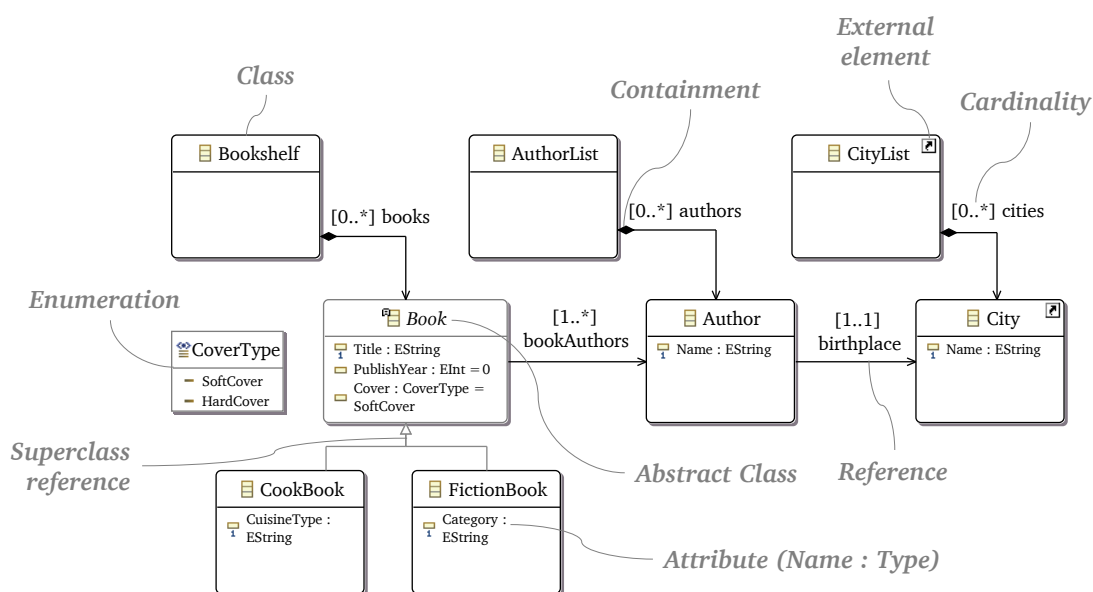 External
element
Class
Containment
Cardinality
Bookshelf
AuthorList
CityList
[0..*] books
[0..*] authors
[0..*] cities
Enumeration
CoverType
SoftCover
HardCover
Book
Title : EString
PublishYear : EInt = 0
Cover : CoverType =
SoftCover
[1..*]
bookAuthors
Author
Name : EString
[1..1]
birthplace
City
Name : EString
Superclass
reference
Abstract Class
Reference
CookBook
CuisineType :
EString
FictionBook
Category :
EString
Attribute (Name : Type)